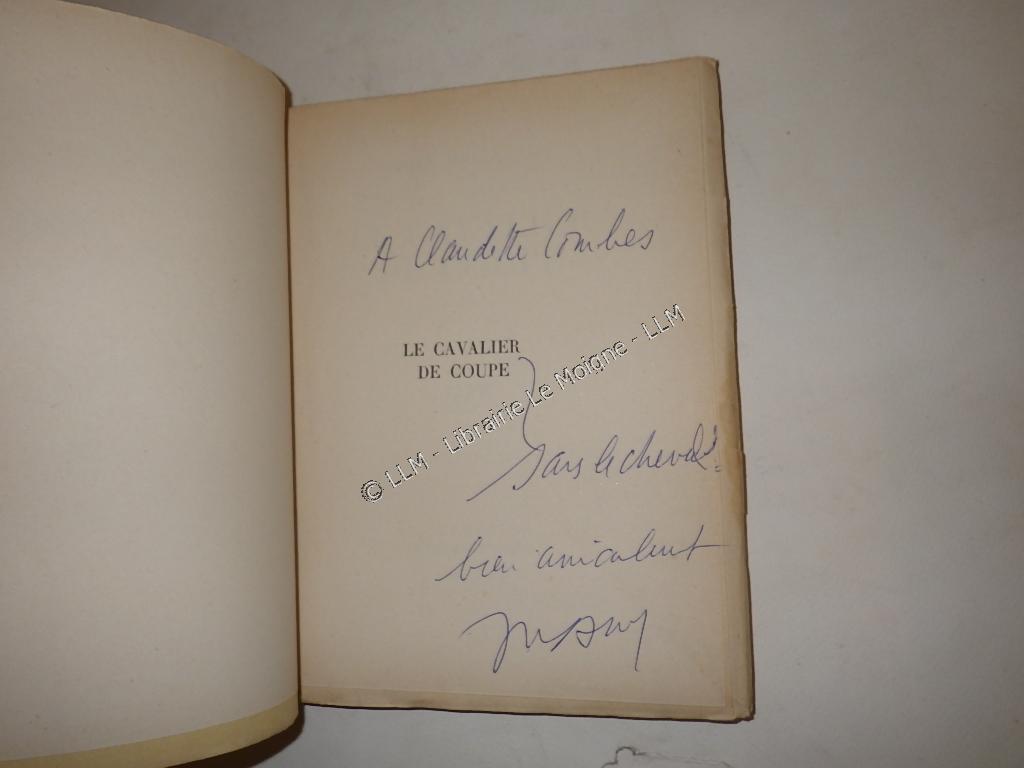 A Claudette Combes
LE CAVALIER
DE COUPE
© LLM - Librairie Le Moigne - LLM
sans le cheval!
bien amicalement